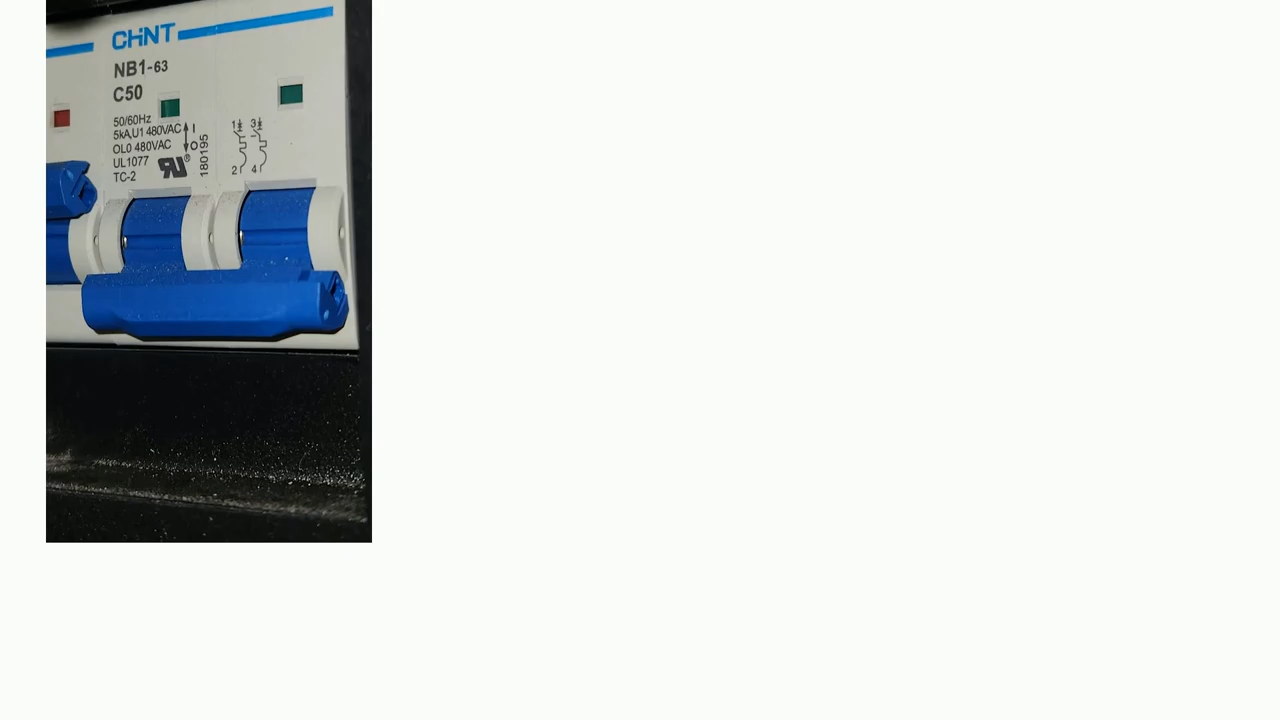 CHNT
NB1-63
C50
50/60Hz
5kA,U1 480VAC
OL0 480VAC
UL1077
TC-2
I
O
180195
1 3
2 4